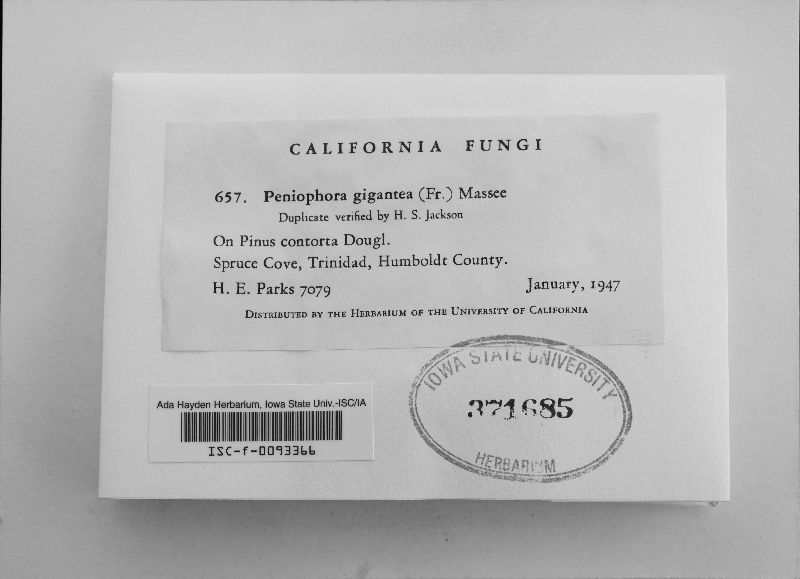 CALIFORNIA FUNGI
657. Peniophora gigantea (Fr.) Massee
Duplicate verified by H. S. Jackson
On Pinus contorta Dougl.
Spruce Cove, Trinidad, Humboldt County.
H. E. Parks 7079 January, 1947
DISTRIBUTED BY THE HERBARIUM OF THE UNIVERSITY OF CALIFORNIA
Ada Hayden Herbarium, Iowa State Univ.-ISC/IA
ISC-f-0093366
IOWA STATE UNIVERSITY
371685
HERBARIUM